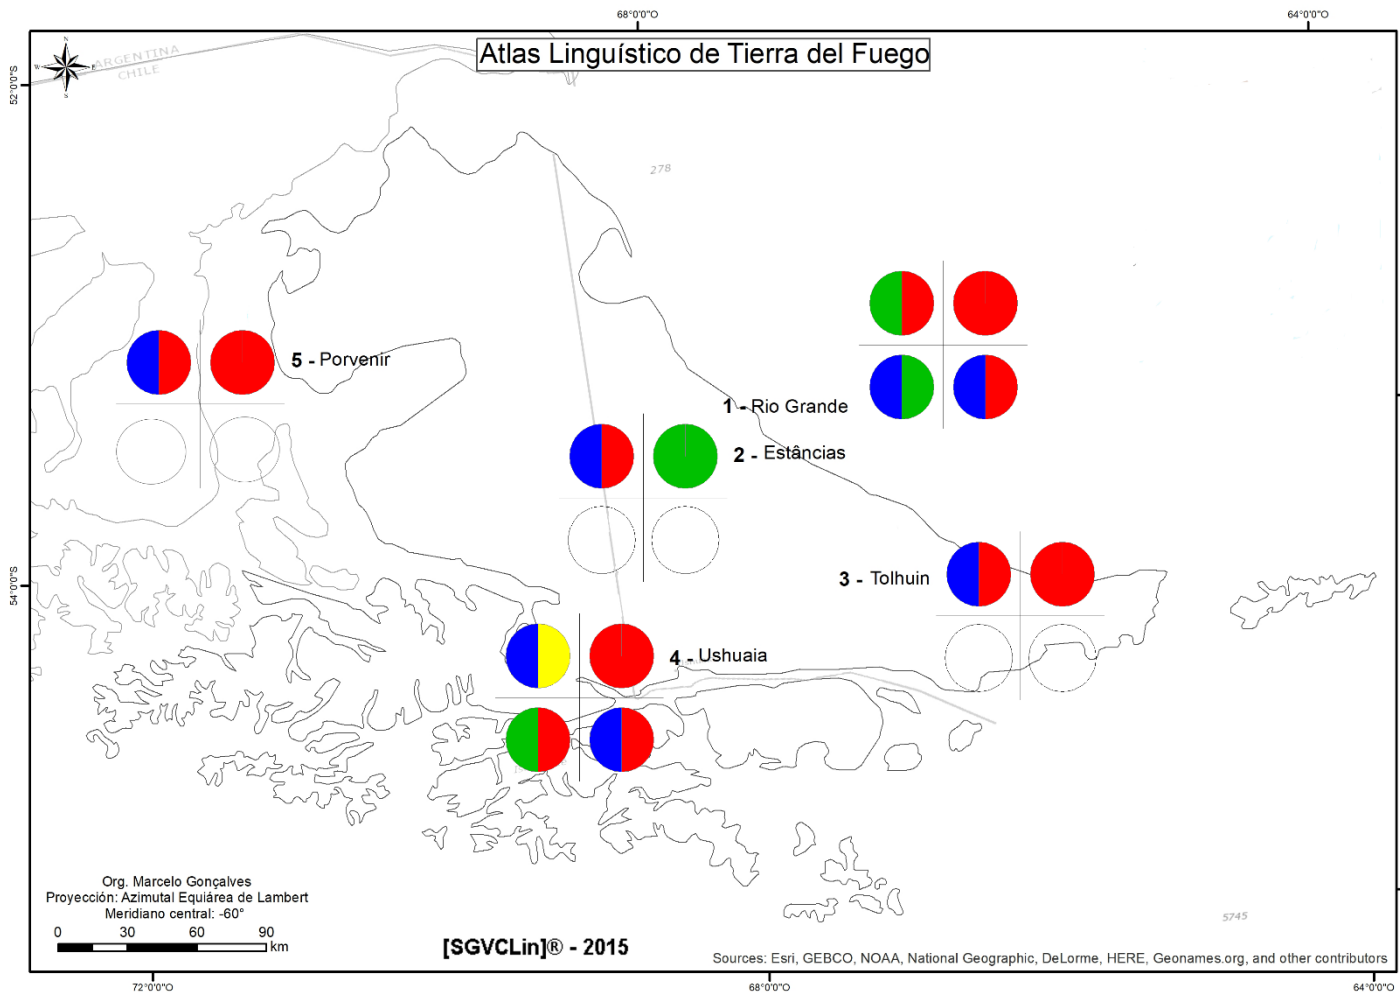 68°0'0"O
64°0'0"O
Atlas Linguístico de Tierra del Fuego
ARGENTINA
CHILE
N
W
E
S
52°0'0"S
278
5 - Porvenir
1 - Rio Grande
2 - Estâncias
3 - Tolhuin
54°0'0"S
4 - Ushuaia
Org. Marcelo Gonçalves
Proyección: Azimutal Equiárea de Lambert
Meridiano central: -60°
0 30 60 90
km
5745
[SGVCLin]® - 2015
Sources: Esri, GEBCO, NOAA, National Geographic, DeLorme, HERE, Geonames.org, and other contributors
72°0'0"O
68°0'0"O
64°0'0"O